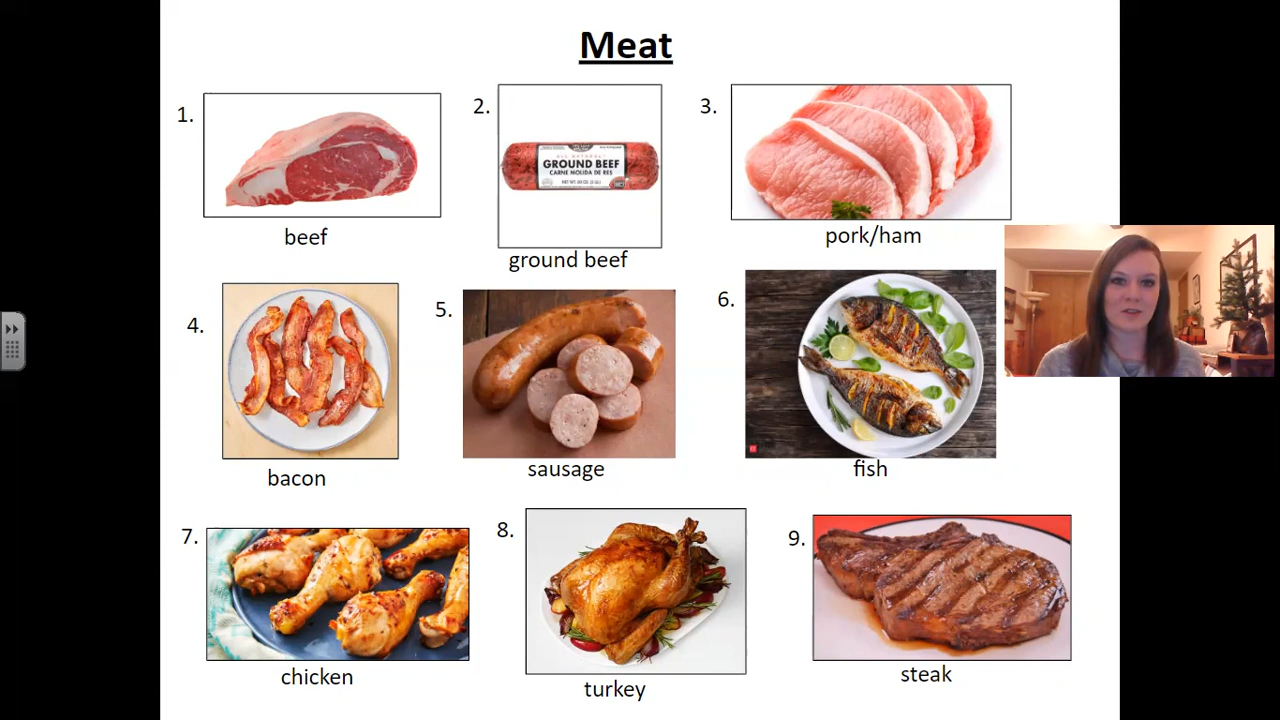 Meat
1.
2.
3.
GROUND BEEF
CARNE MOLIDA DE RES
beef
ground beef
pork/ham
4.
5.
6.
bacon
sausage
fish
7.
8.
9.
chicken
turkey
steak